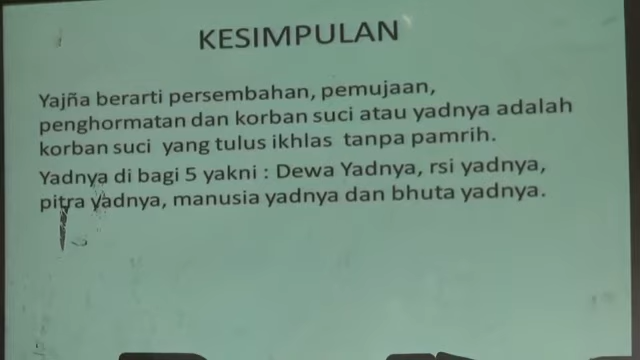 KESIMPULAN
Yajña berarti persembahan, pemujaan,
penghormatan dan korban suci atau yadnya adalah
korban suci yang tulus ikhlas tanpa pamrih.
Yadnya di bagi 5 yakni : Dewa Yadnya, rsi yadnya,
pitra yadnya, manusia yadnya dan bhuta yadnya.